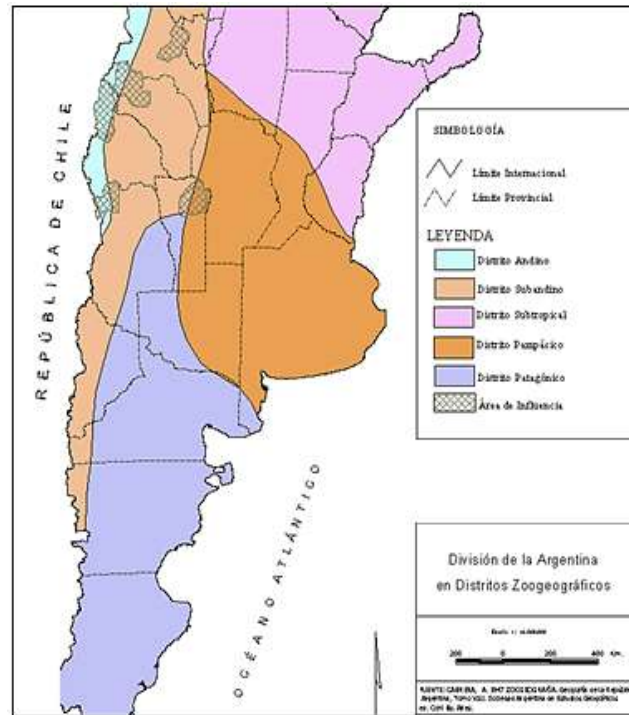 REPÚBLICA DE CHILE
OCÉANO ATLÁNTICO
SIMBOLOGÍA
Límite Internacional
Límite Provincial
LEYENDA
Distrito Andino
Distrito Subandino
Distrito Subtropical
Distrito Pampásico
Distrito Patagónico
Área de Influencia
División de la Argentina
en Distritos Zoogeográficos
200 0 200 400 Km.